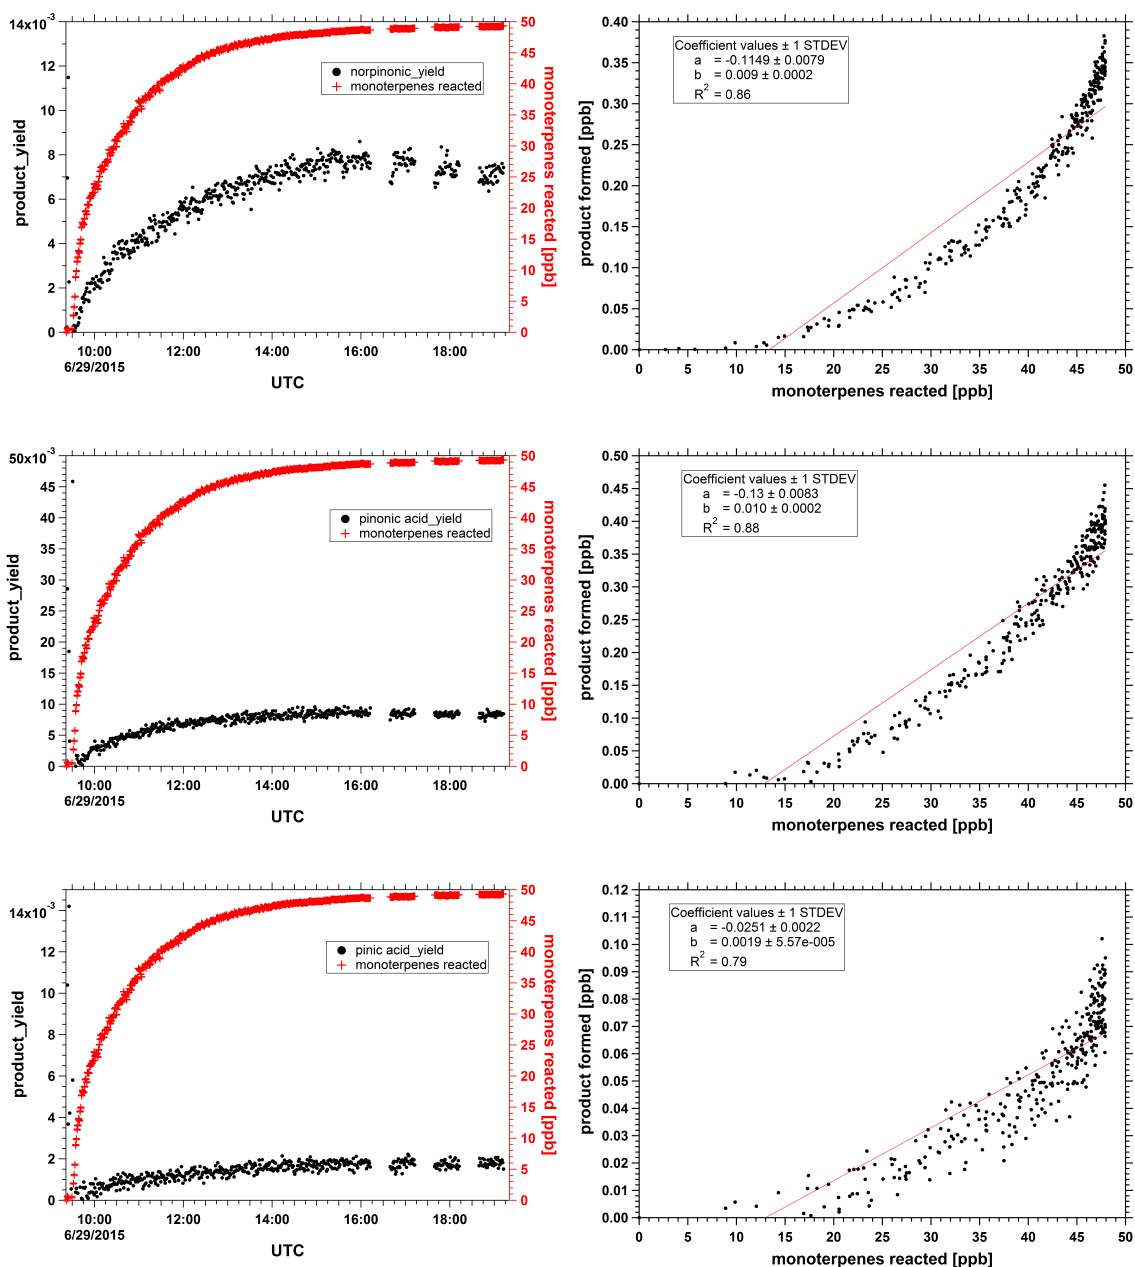 14x10⁻³
12
10
8
6
4
2
0
product_yield
norpinonic_yield
monoterpenes reacted
50
45
40
35
30
25
20
15
10
5
0
monoterpenes reacted [ppb]
10:00 12:00 14:00 16:00 18:00
6/29/2015
UTC
0.40
0.35
0.30
0.25
0.20
0.15
0.10
0.05
0.00
product formed [ppb]
Coefficient values ± 1 STDEV
a = -0.1149 ± 0.0079
b = 0.009 ± 0.0002
R² = 0.86
0 5 10 15 20 25 30 35 40 45 50
monoterpenes reacted [ppb]
50x10⁻³
45
40
35
30
25
20
15
10
5
0
product_yield
pinonic acid_yield
monoterpenes reacted
50
45
40
35
30
25
20
15
10
5
0
monoterpenes reacted [ppb]
10:00 12:00 14:00 16:00 18:00
6/29/2015
UTC
0.50
0.45
0.40
0.35
0.30
0.25
0.20
0.15
0.10
0.05
0.00
product formed [ppb]
Coefficient values ± 1 STDEV
a = -0.13 ± 0.0083
b = 0.010 ± 0.0002
R² = 0.88
0 5 10 15 20 25 30 35 40 45 50
monoterpenes reacted [ppb]
14x10⁻³
12
10
8
6
4
2
0
product_yield
pinic acid_yield
monoterpenes reacted
50
45
40
35
30
25
20
15
10
5
0
monoterpenes reacted [ppb]
10:00 12:00 14:00 16:00 18:00
6/29/2015
UTC
0.12
0.11
0.10
0.09
0.08
0.07
0.06
0.05
0.04
0.03
0.02
0.01
0.00
product formed [ppb]
Coefficient values ± 1 STDEV
a = -0.0251 ± 0.0022
b = 0.0019 ± 5.57e-005
R² = 0.79
0 5 10 15 20 25 30 35 40 45 50
monoterpenes reacted [ppb]